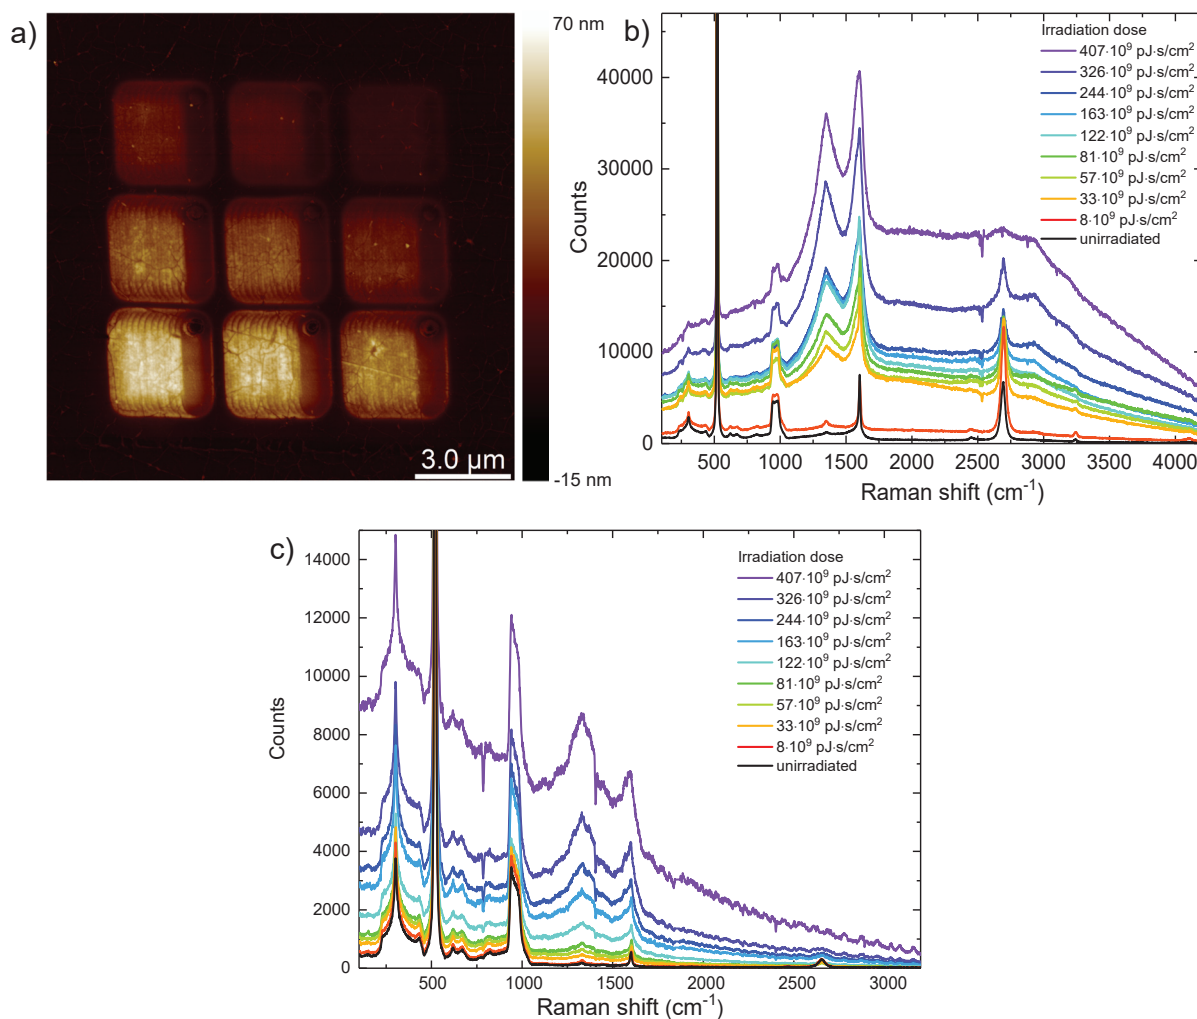 a)
70 nm
-15 nm
3.0 µm
b)
Irradiation dose
407·10⁹ pJ·s/cm²
326·10⁹ pJ·s/cm²
244·10⁹ pJ·s/cm²
163·10⁹ pJ·s/cm²
122·10⁹ pJ·s/cm²
81·10⁹ pJ·s/cm²
57·10⁹ pJ·s/cm²
33·10⁹ pJ·s/cm²
8·10⁹ pJ·s/cm²
unirradiated
Counts
40000
30000
20000
10000
0
500 1000 1500 2000 2500 3000 3500 4000
Raman shift (cm⁻¹)
c)
Irradiation dose
407·10⁹ pJ·s/cm²
326·10⁹ pJ·s/cm²
244·10⁹ pJ·s/cm²
163·10⁹ pJ·s/cm²
122·10⁹ pJ·s/cm²
81·10⁹ pJ·s/cm²
57·10⁹ pJ·s/cm²
33·10⁹ pJ·s/cm²
8·10⁹ pJ·s/cm²
unirradiated
Counts
14000
12000
10000
8000
6000
4000
2000
0
500 1000 1500 2000 2500 3000
Raman shift (cm⁻¹)